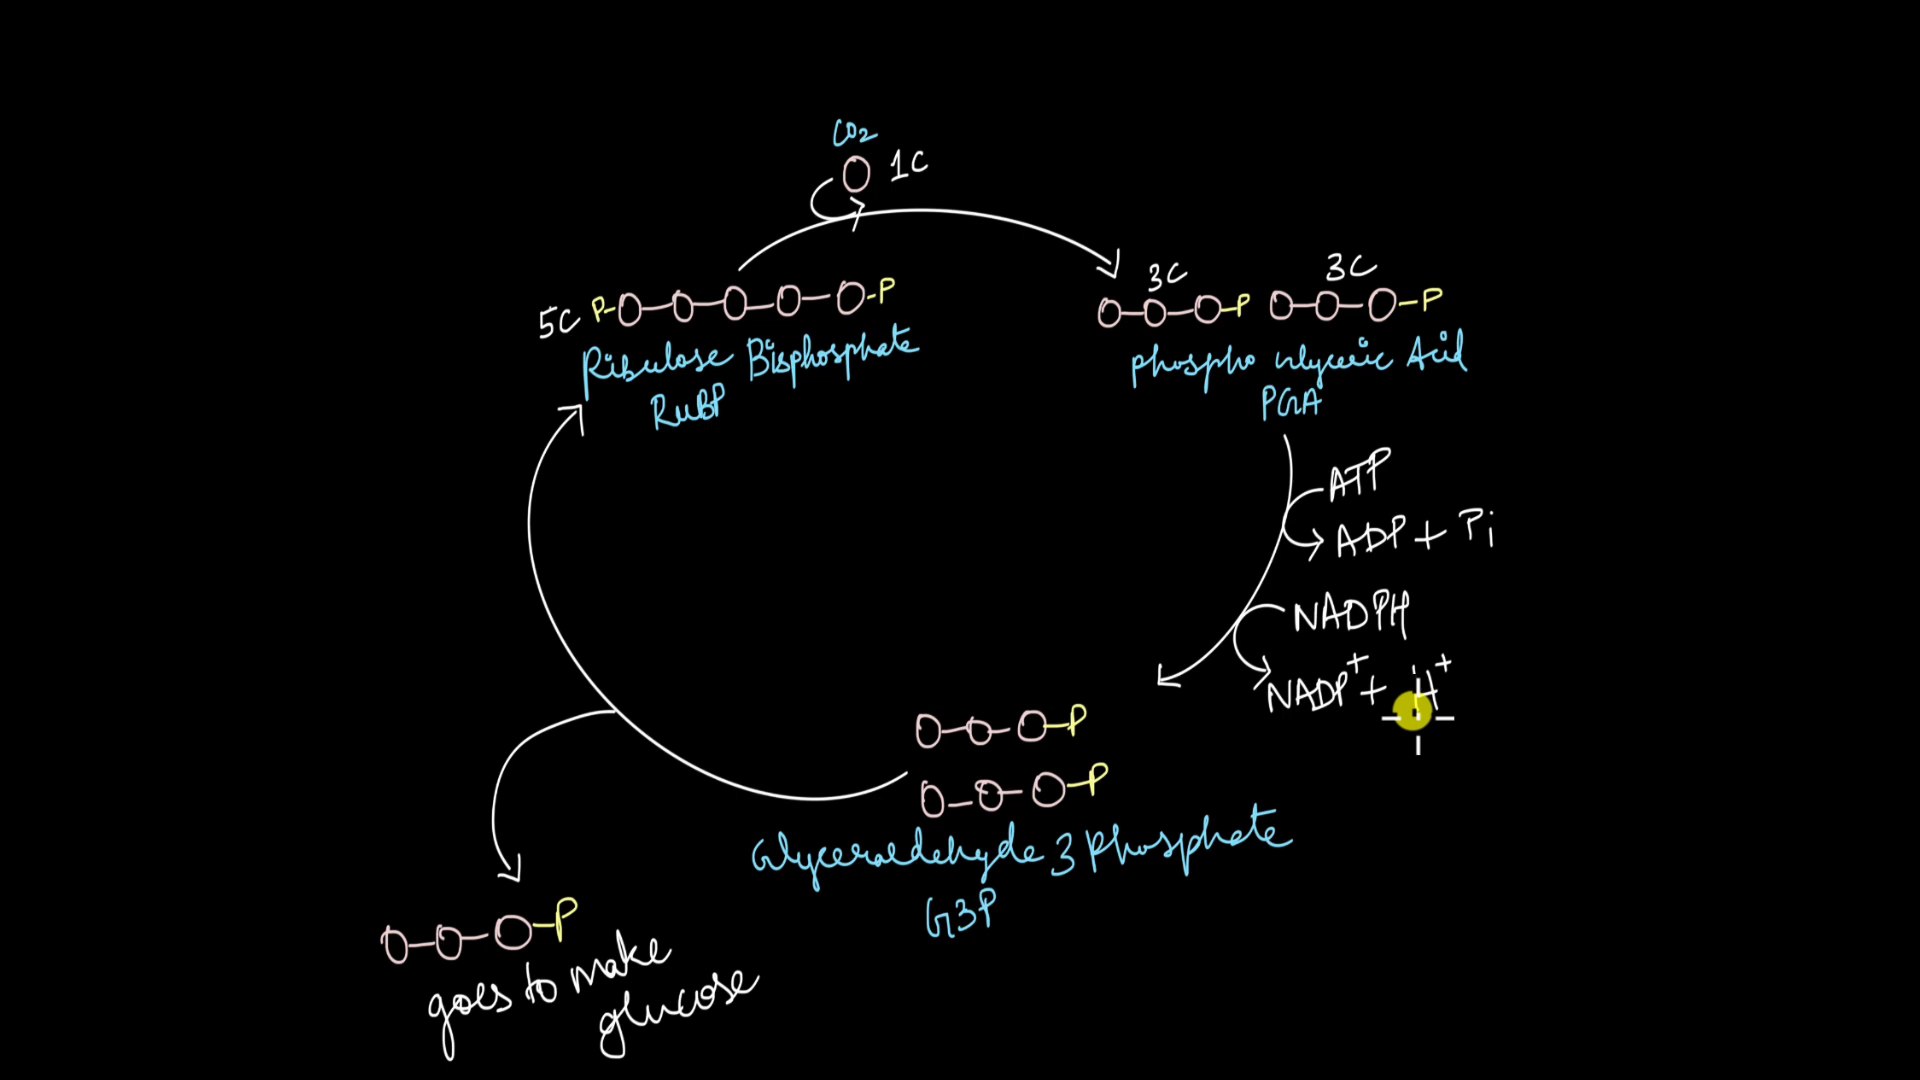 CO2
1C
5C P-O-O-O-O-O-P
Ribulose Bisphosphate
RuBP
3C 3C
O-O-O-P O-O-O-P
phospho Glyceric Acid
PGA
ATP
ADP + Pi
NADPH
NADP+ + H+
O-O-O-P
O-O-O-P
Glyceraldehyde 3 phosphate
G3P
O-O-O-P
goes to make
glucose